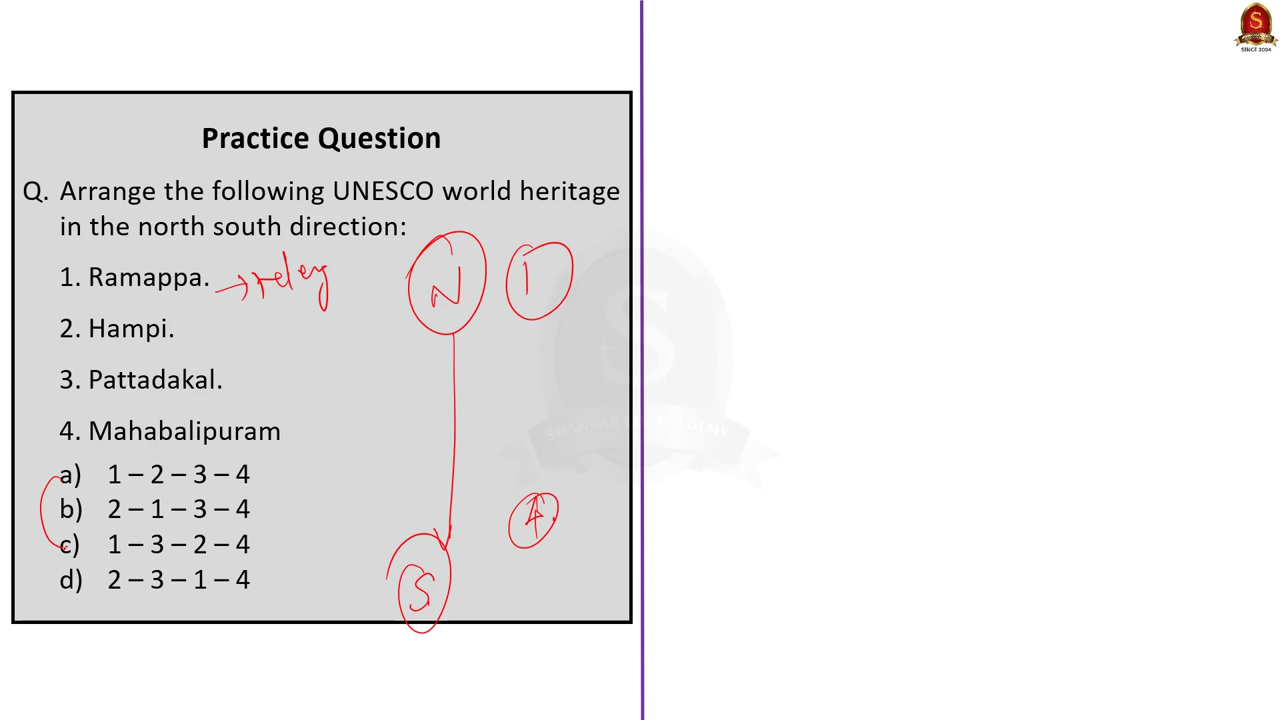 Practice Question
Q. Arrange the following UNESCO world heritage
in the north south direction:
1. Ramappa.
2. Hampi.
3. Pattadakal.
4. Mahabalipuram
a) 1 – 2 – 3 – 4
b) 2 – 1 – 3 – 4
c) 1 – 3 – 2 – 4
d) 2 – 3 – 1 – 4
N
1
4
S
S
SINCE 2004